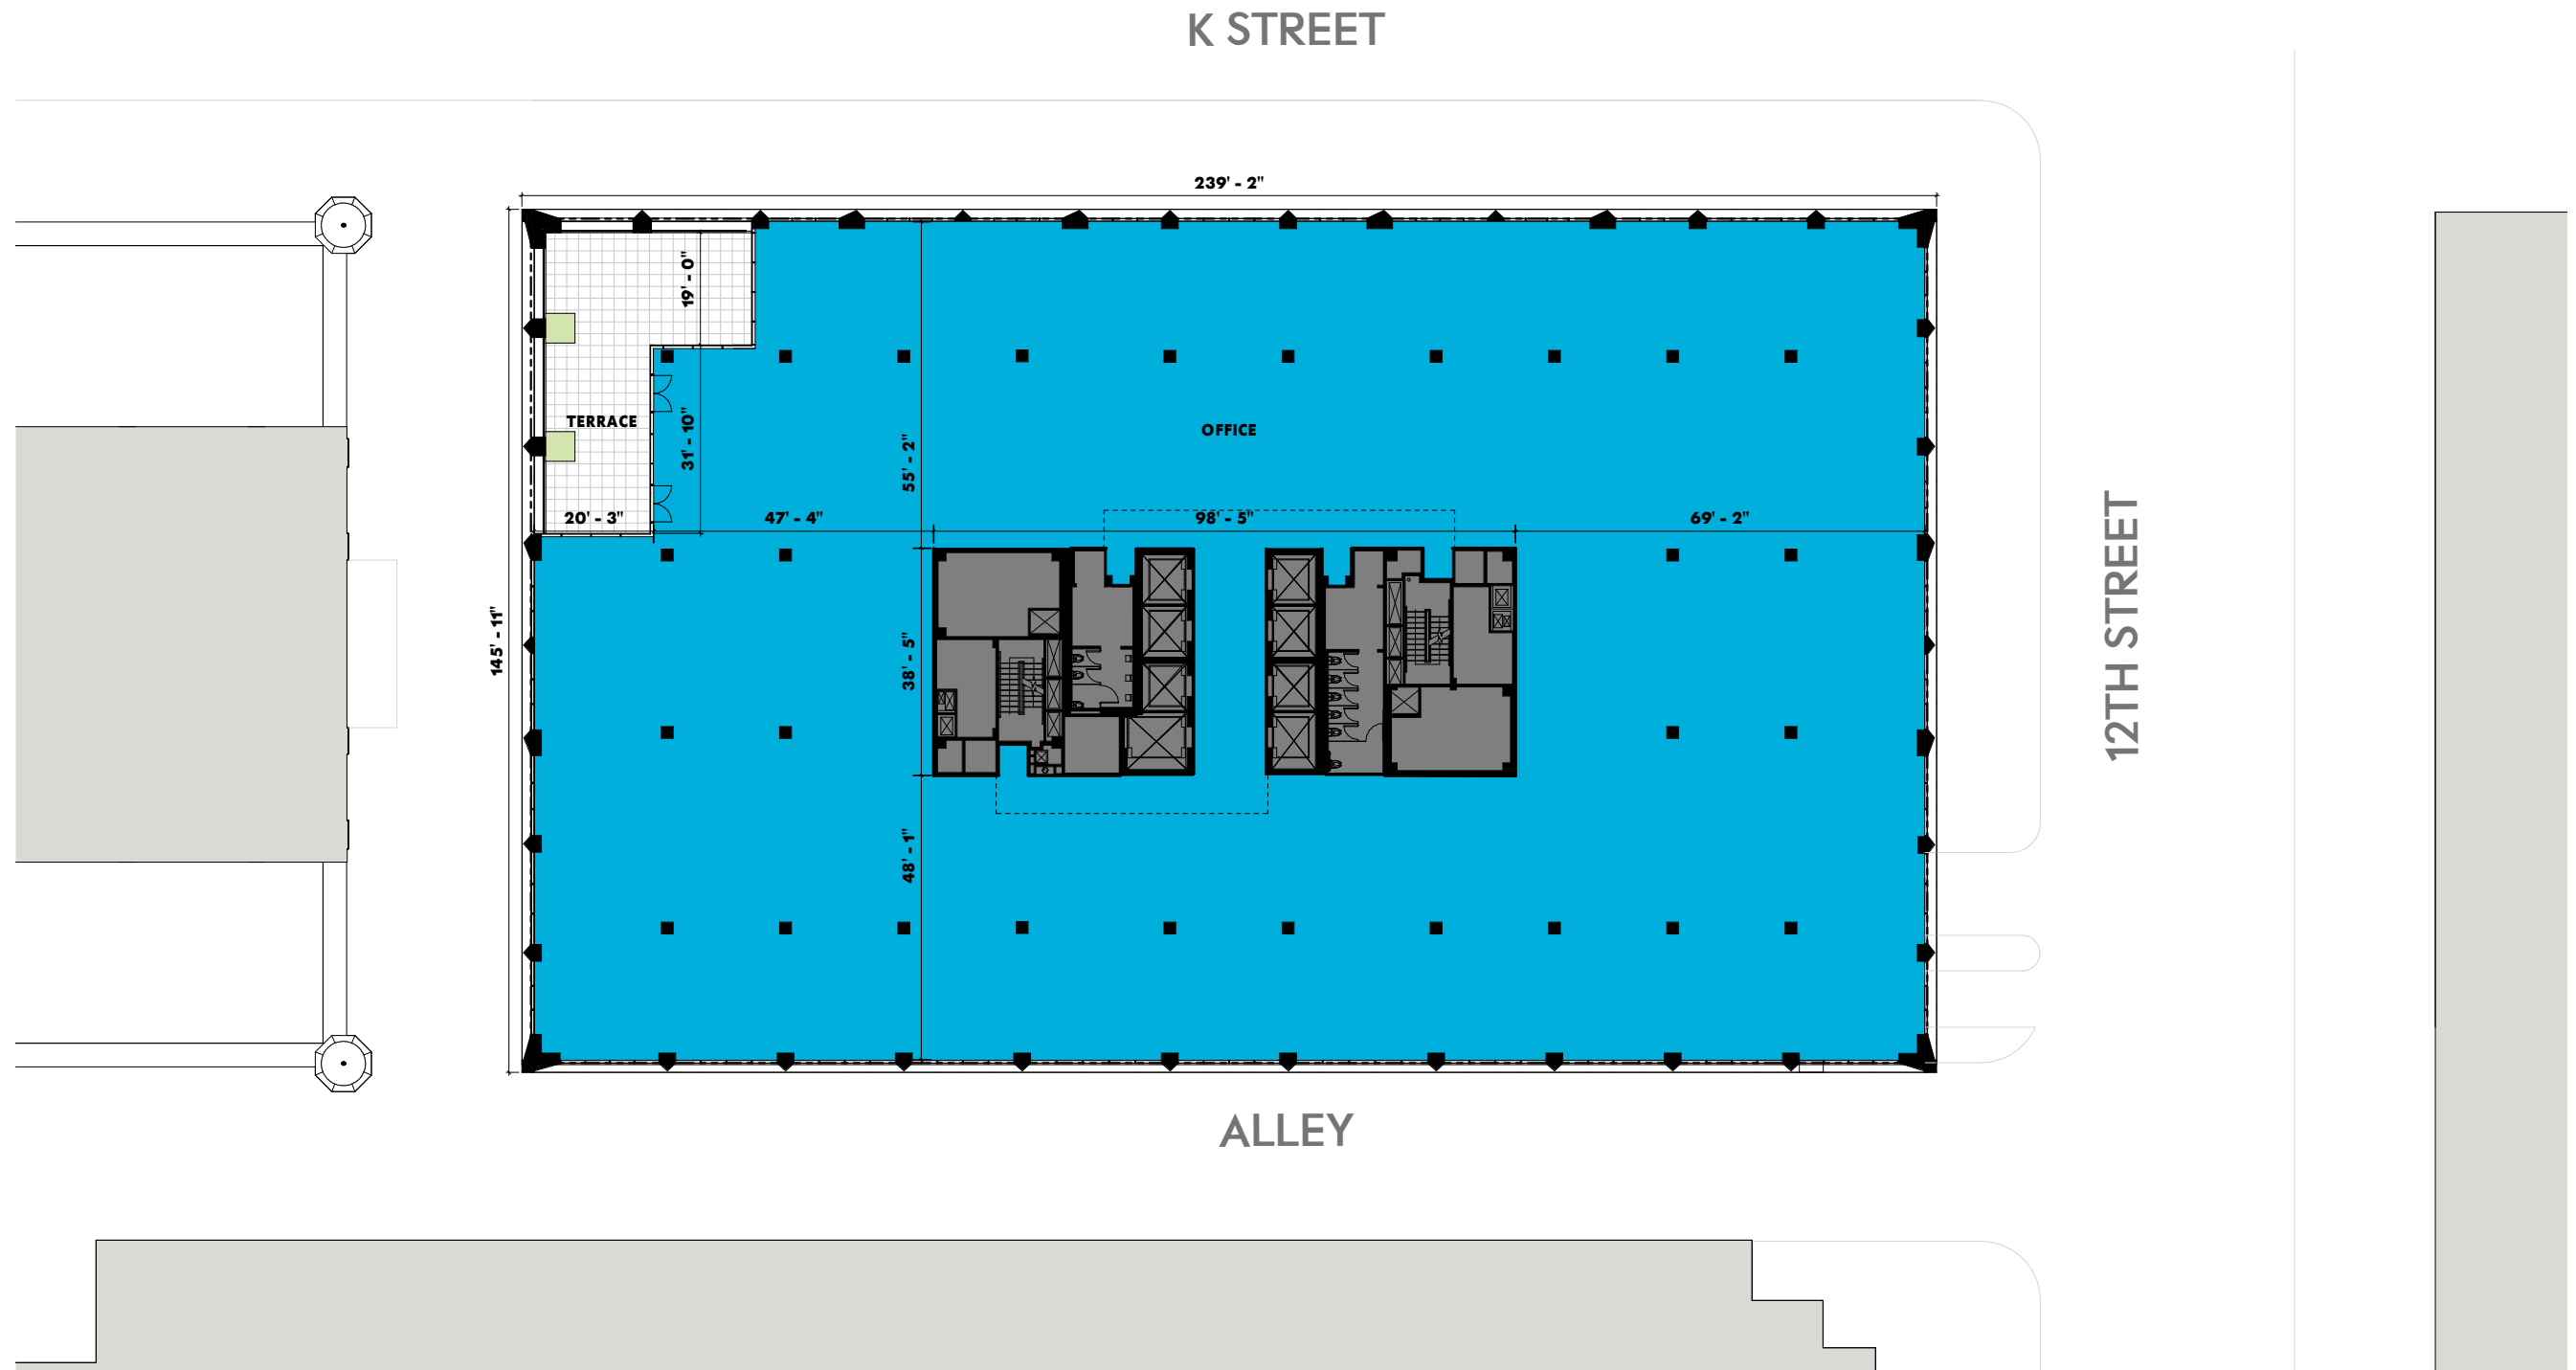 K STREET
239' - 2"
19' - 0"
TERRACE
31' - 10"
OFFICE
55' - 2"
20' - 3"
47' - 4"
98' - 5"
69' - 2"
145' - 11"
38' - 5"
12TH STREET
48' - 1"
ALLEY